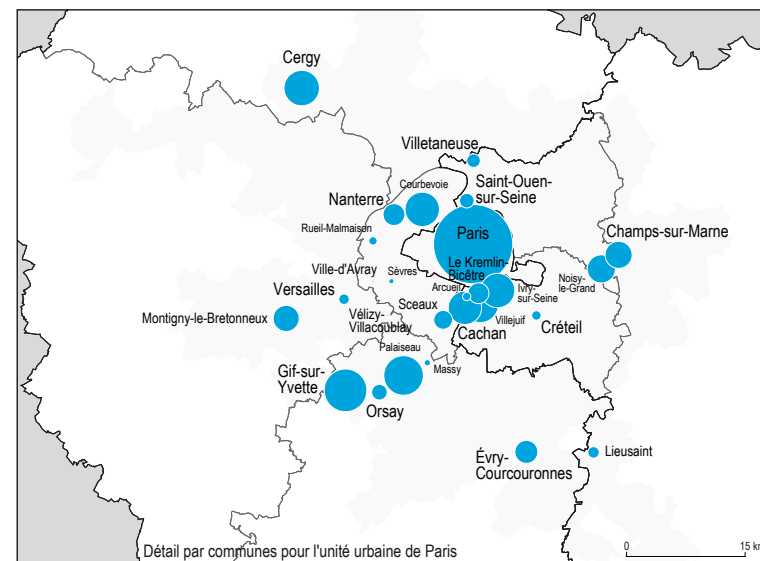 Cergy
Villetaneuse
Courbevoie
Saint-Ouen-
sur-Seine
Nanterre
Rueil-Malmaison
Paris
Champs-sur-Marne
Le Kremlin-
Bicêtre
Ville-d'Avray
Sèvres
Noisy-
le-Grand
Versailles
Arcueil
Ivry-
sur-Seine
Sceaux
Vélizy-
Villacoublay
Montigny-le-Bretonneux
Villejuif
Créteil
Cachan
Palaiseau
Massy
Gif-sur-
Yvette
Orsay
Évry-
Courcouronnes
Lieusaint
Détail par communes pour l'unité urbaine de Paris
0 15 km